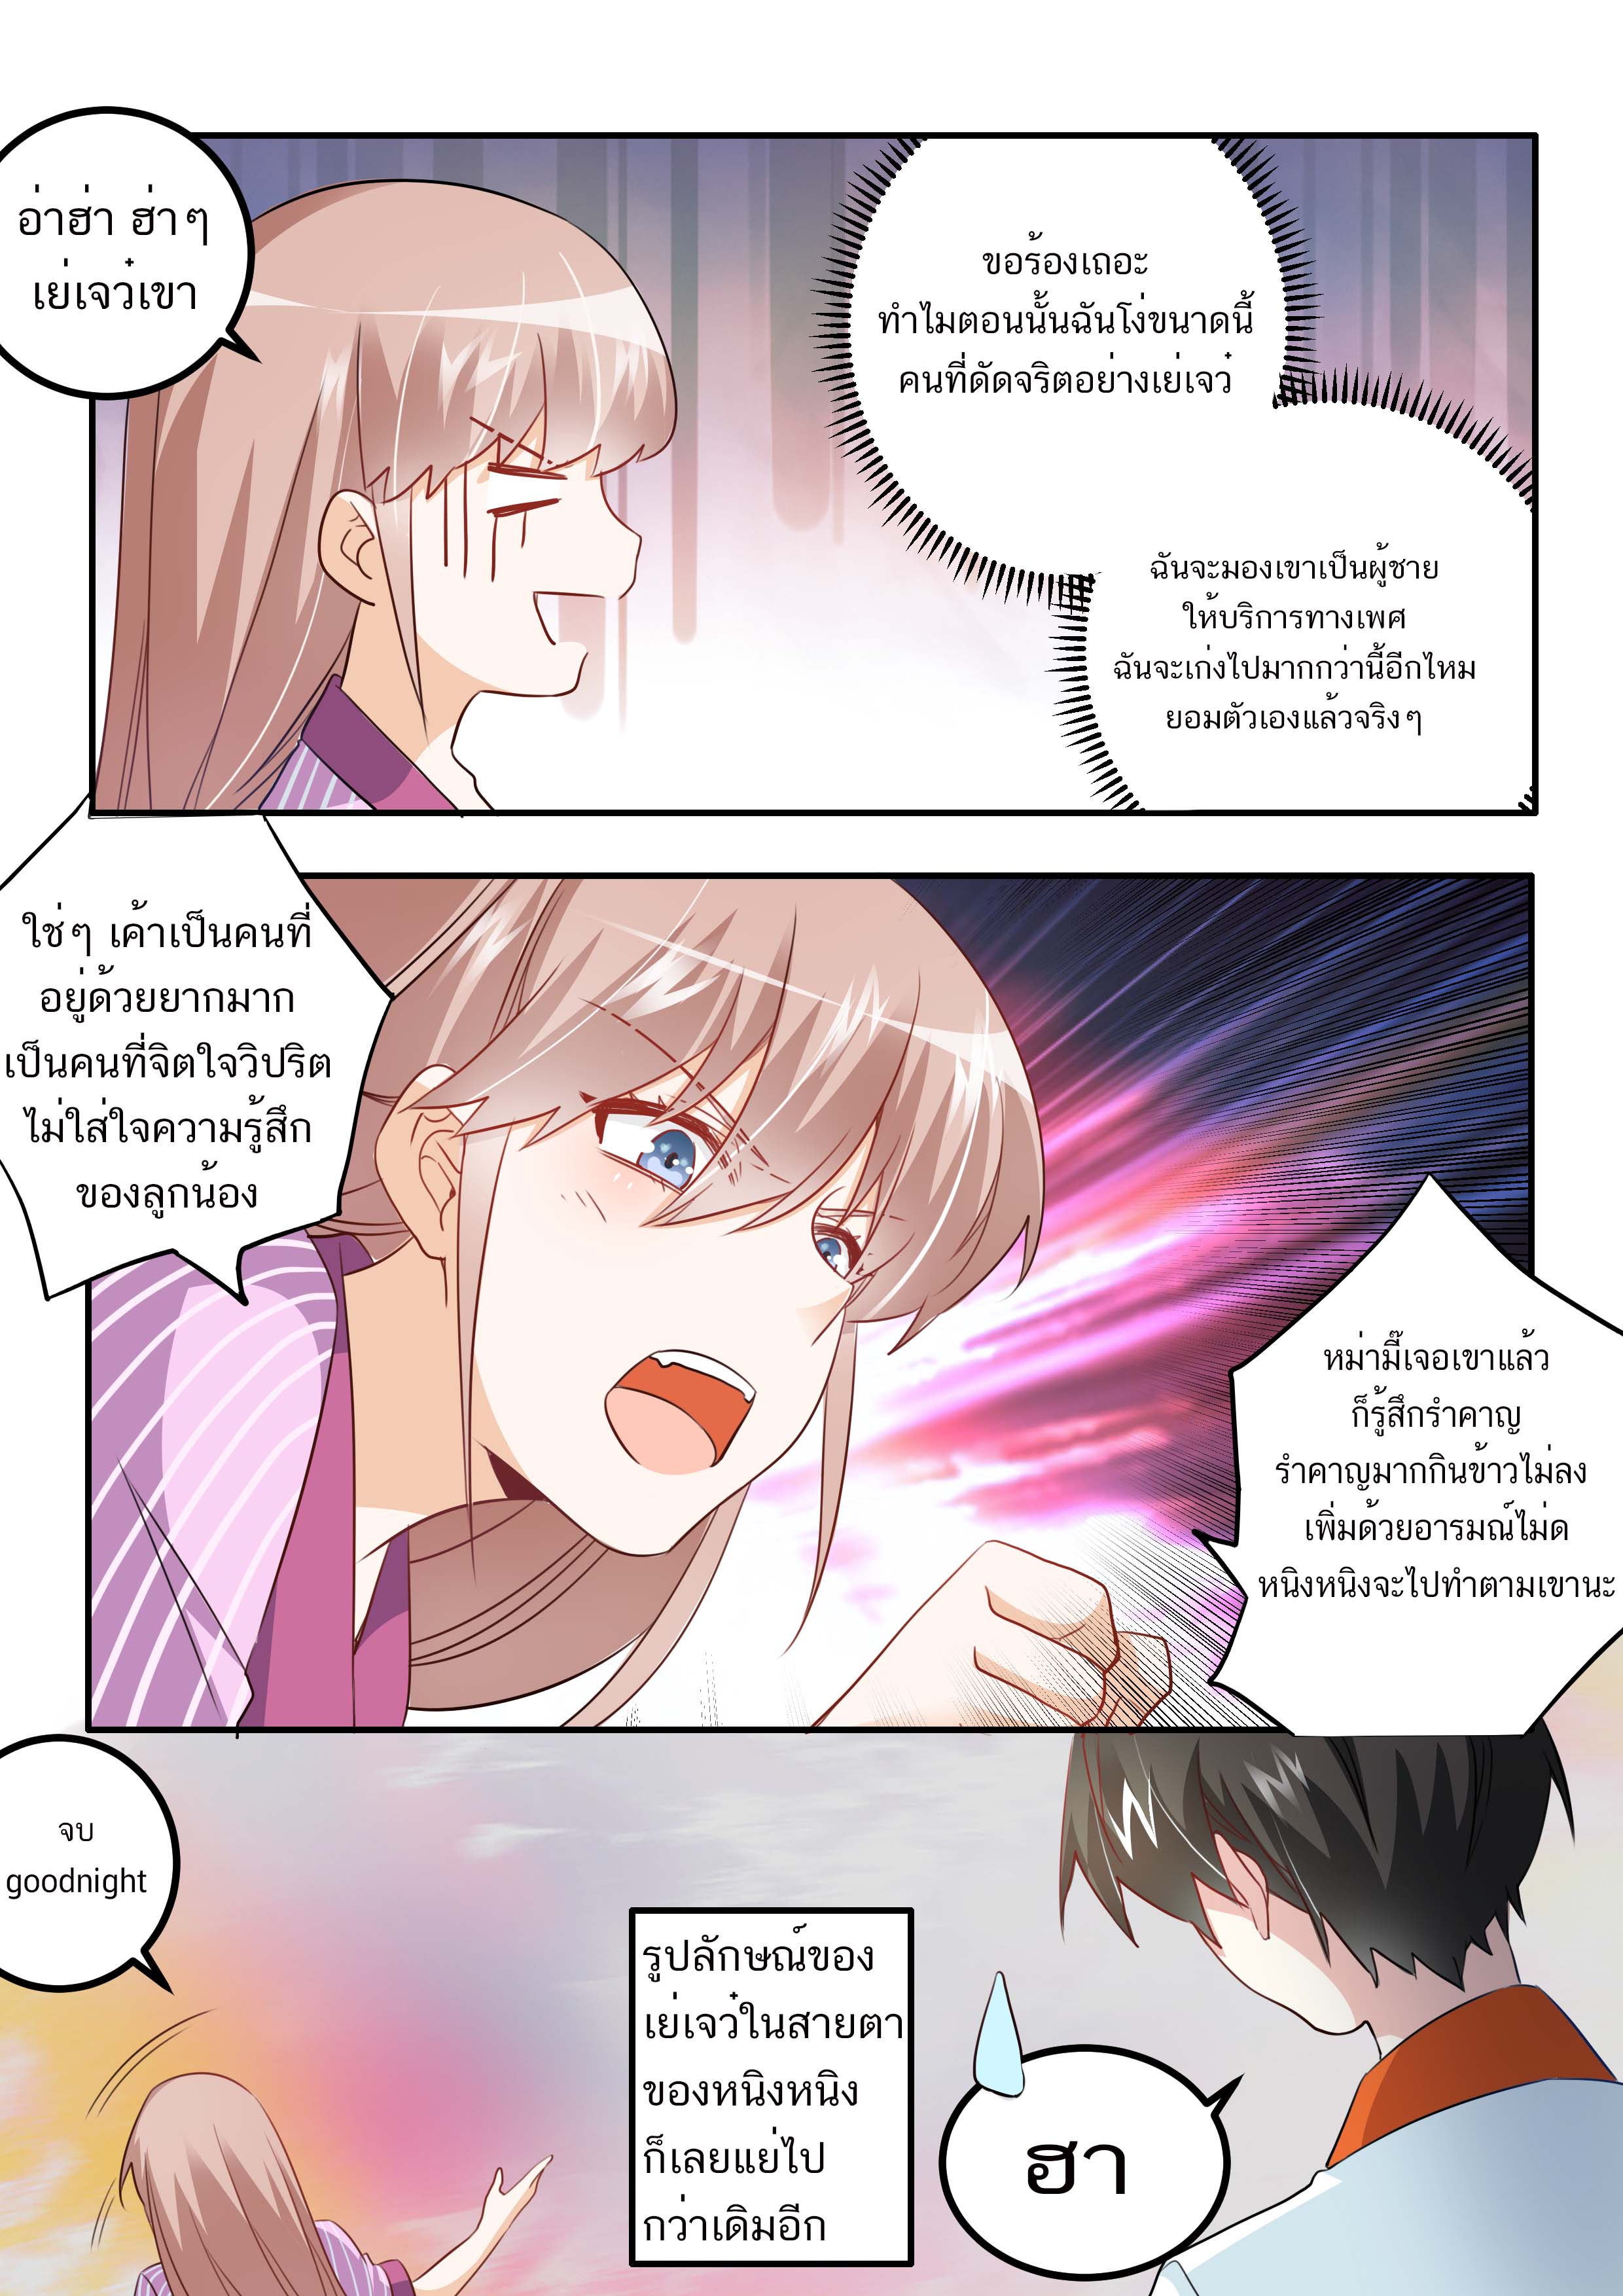 อ่าฮ่า ฮ่าๆ
เย่เจว๋เขา
ขอร้องเถอะ
ทำไมตอนนั้นฉันโง่ขนาดนี้
คนที่ดัดจริตอย่างเย่เจว๋
ฉันจะมองเขาเป็นผู้ชาย
ให้บริการทางเพศ
ฉันจะเก่งไปมากกว่านี้อีกไหม
ยอมตัวเองแล้วจริงๆ
ใช่ๆ เค้าเป็นคนที่
อยู่ด้วยยากมาก
เป็นคนที่จิตใจวิปริต
ไม่ใส่ใจความรู้สึก
ของลูกน้อง
หม่ามี๊เจอเขาแล้ว
ก็รู้สึกรำคาญ
รำคาญมากกินข้าวไม่ลง
เพิ่มด้วยอารมณ์ไม่ด
หนิงหนิงจะไปทำตามเขานะ
จบ
goodnight
รูปลักษณ์ของ
เย่เจว๋ในสายตา
ของหนิงหนิง
ก็เลยแย่ไป
กว่าเดิมอีก
ฮา